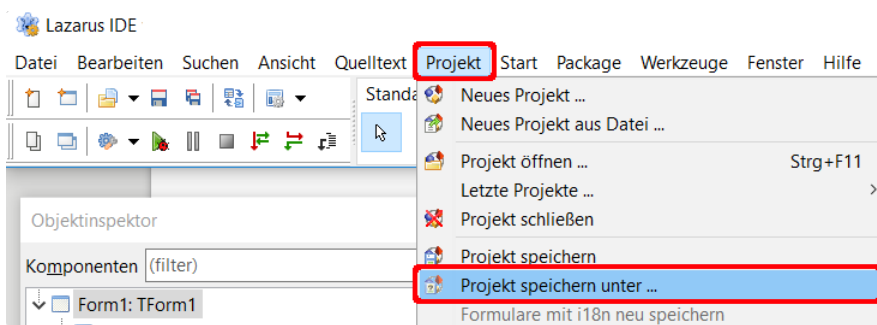 Lazarus IDE
Datei Bearbeiten Suchen Ansicht Quelltext Projekt Start Package Werkzeuge Fenster Hilfe
Standa
Neues Projekt ...
Neues Projekt aus Datei ...
Projekt öffnen ... Strg+F11
Letzte Projekte ...
Projekt schließen
Objektinspektor
Projekt speichern
Komponenten (filter)
Projekt speichern unter ...
Form1: TForm1
Formulare mit i18n neu speichern